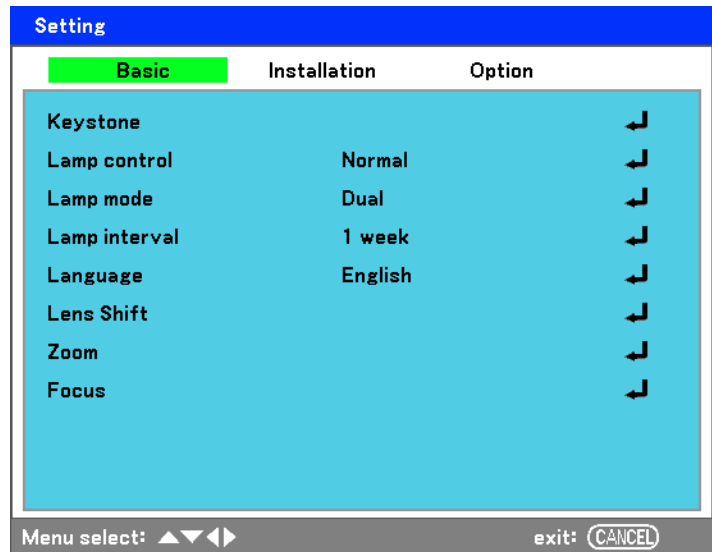 Setting
Basic Installation Option
Keystone
Lamp control Normal
Lamp mode Dual
Lamp interval 1 week
Language English
Lens Shift
Zoom
Focus
Menu select: ▲▼◀▶ exit: CANCEL